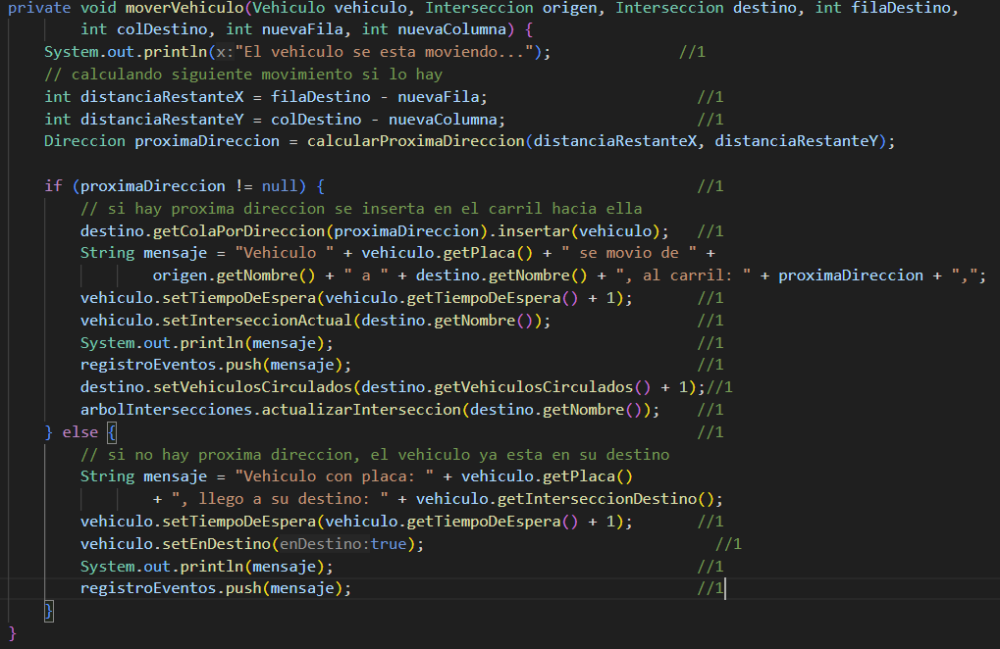 private void moverVehiculo(Vehiculo vehiculo, Interseccion origen, Interseccion destino, int filaDestino,
        int colDestino, int nuevaFila, int nuevaColumna) {
    System.out.println(x:"El vehiculo se esta moviendo...");              //1
    // calculando siguiente movimiento si lo hay
    int distanciaRestanteX = filaDestino - nuevaFila;                       //1
    int distanciaRestanteY = colDestino - nuevaColumna;                     //1
    Direccion proximaDireccion = calcularProximaDireccion(distanciaRestanteX, distanciaRestanteY);

    if (proximaDireccion != null) {                                         //1
        // si hay proxima direccion se inserta en el carril hacia ella
        destino.getColaPorDireccion(proximaDireccion).insertar(vehiculo);   //1
        String mensaje = "Vehiculo " + vehiculo.getPlaca() + " se movio de " +
                origen.getNombre() + " a " + destino.getNombre() + ", al carril: " + proximaDireccion + ",";
        vehiculo.setTiempoDeEspera(vehiculo.getTiempoDeEspera() + 1);       //1
        vehiculo.setInterseccionActual(destino.getNombre());                //1
        System.out.println(mensaje);                                        //1
        registroEventos.push(mensaje);                                      //1
        destino.setVehiculosCirculados(destino.getVehiculosCirculados() + 1);//1
        arbolIntersecciones.actualizarInterseccion(destino.getNombre());    //1
    } else {                                                                //1
        // si no hay proxima direccion, el vehiculo ya esta en su destino
        String mensaje = "Vehiculo con placa: " + vehiculo.getPlaca()
                + ", llego a su destino: " + vehiculo.getInterseccionDestino();
        vehiculo.setTiempoDeEspera(vehiculo.getTiempoDeEspera() + 1);       //1
        vehiculo.setEnDestino(enDestino:true);                                //1
        System.out.println(mensaje);                                        //1
        registroEventos.push(mensaje);                                      //1
    }
}